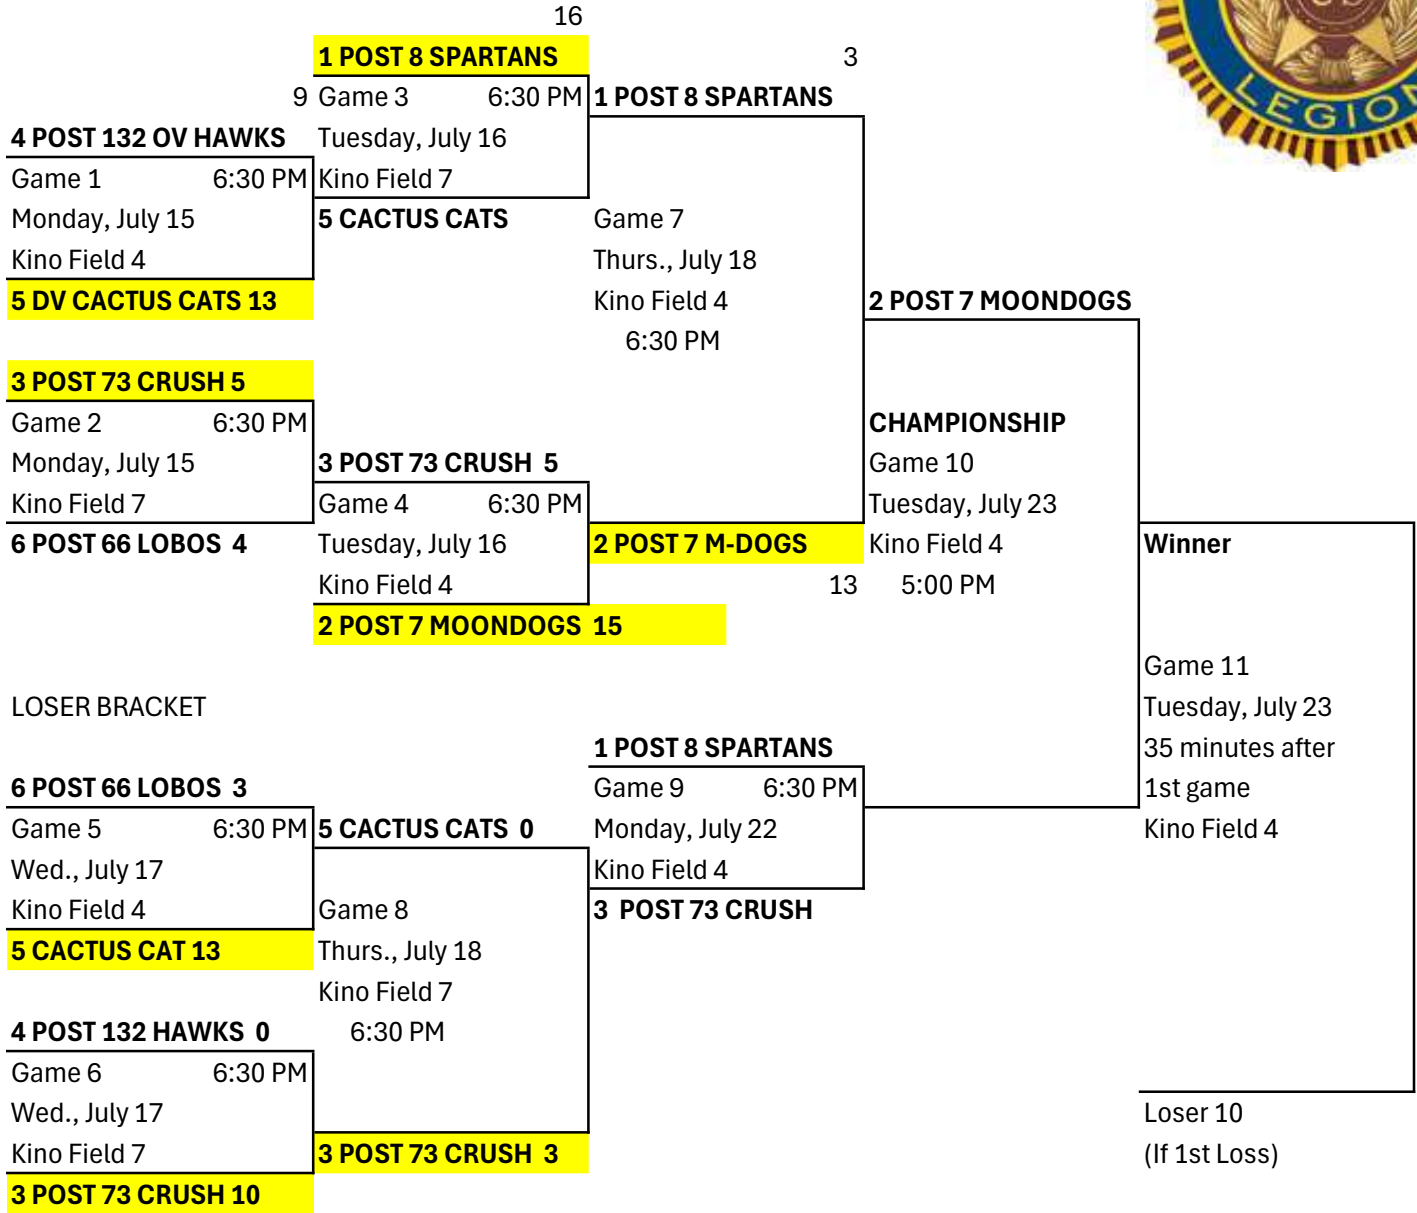 16
1 POST 8 SPARTANS
3
9
Game 3 6:30 PM
1 POST 8 SPARTANS
4 POST 132 OV HAWKS
Tuesday, July 16
LEGION
Game 1 6:30 PM
Kino Field 7
Monday, July 15
5 CACTUS CATS
Game 7
Kino Field 4
Thurs., July 18
5 DV CACTUS CATS 13
Kino Field 4
2 POST 7 MOONDOGS
6:30 PM
3 POST 73 CRUSH 5
Game 2 6:30 PM
CHAMPIONSHIP
Monday, July 15
3 POST 73 CRUSH 5
Game 10
Kino Field 7
Game 4 6:30 PM
Tuesday, July 23
6 POST 66 LOBOS 4
Tuesday, July 16
2 POST 7 M-DOGS
Kino Field 4
Winner
Kino Field 4
13
5:00 PM
2 POST 7 MOONDOGS 15
Game 11
LOSER BRACKET
Tuesday, July 23
1 POST 8 SPARTANS
35 minutes after
6 POST 66 LOBOS 3
Game 9 6:30 PM
1st game
Game 5 6:30 PM
5 CACTUS CATS 0
Monday, July 22
Kino Field 4
Wed., July 17
Kino Field 4
Kino Field 4
Game 8
3 POST 73 CRUSH
5 CACTUS CAT 13
Thurs., July 18
Kino Field 7
4 POST 132 HAWKS 0
6:30 PM
Game 6 6:30 PM
Wed., July 17
Loser 10
Kino Field 7
3 POST 73 CRUSH 3
(If 1st Loss)
3 POST 73 CRUSH 10